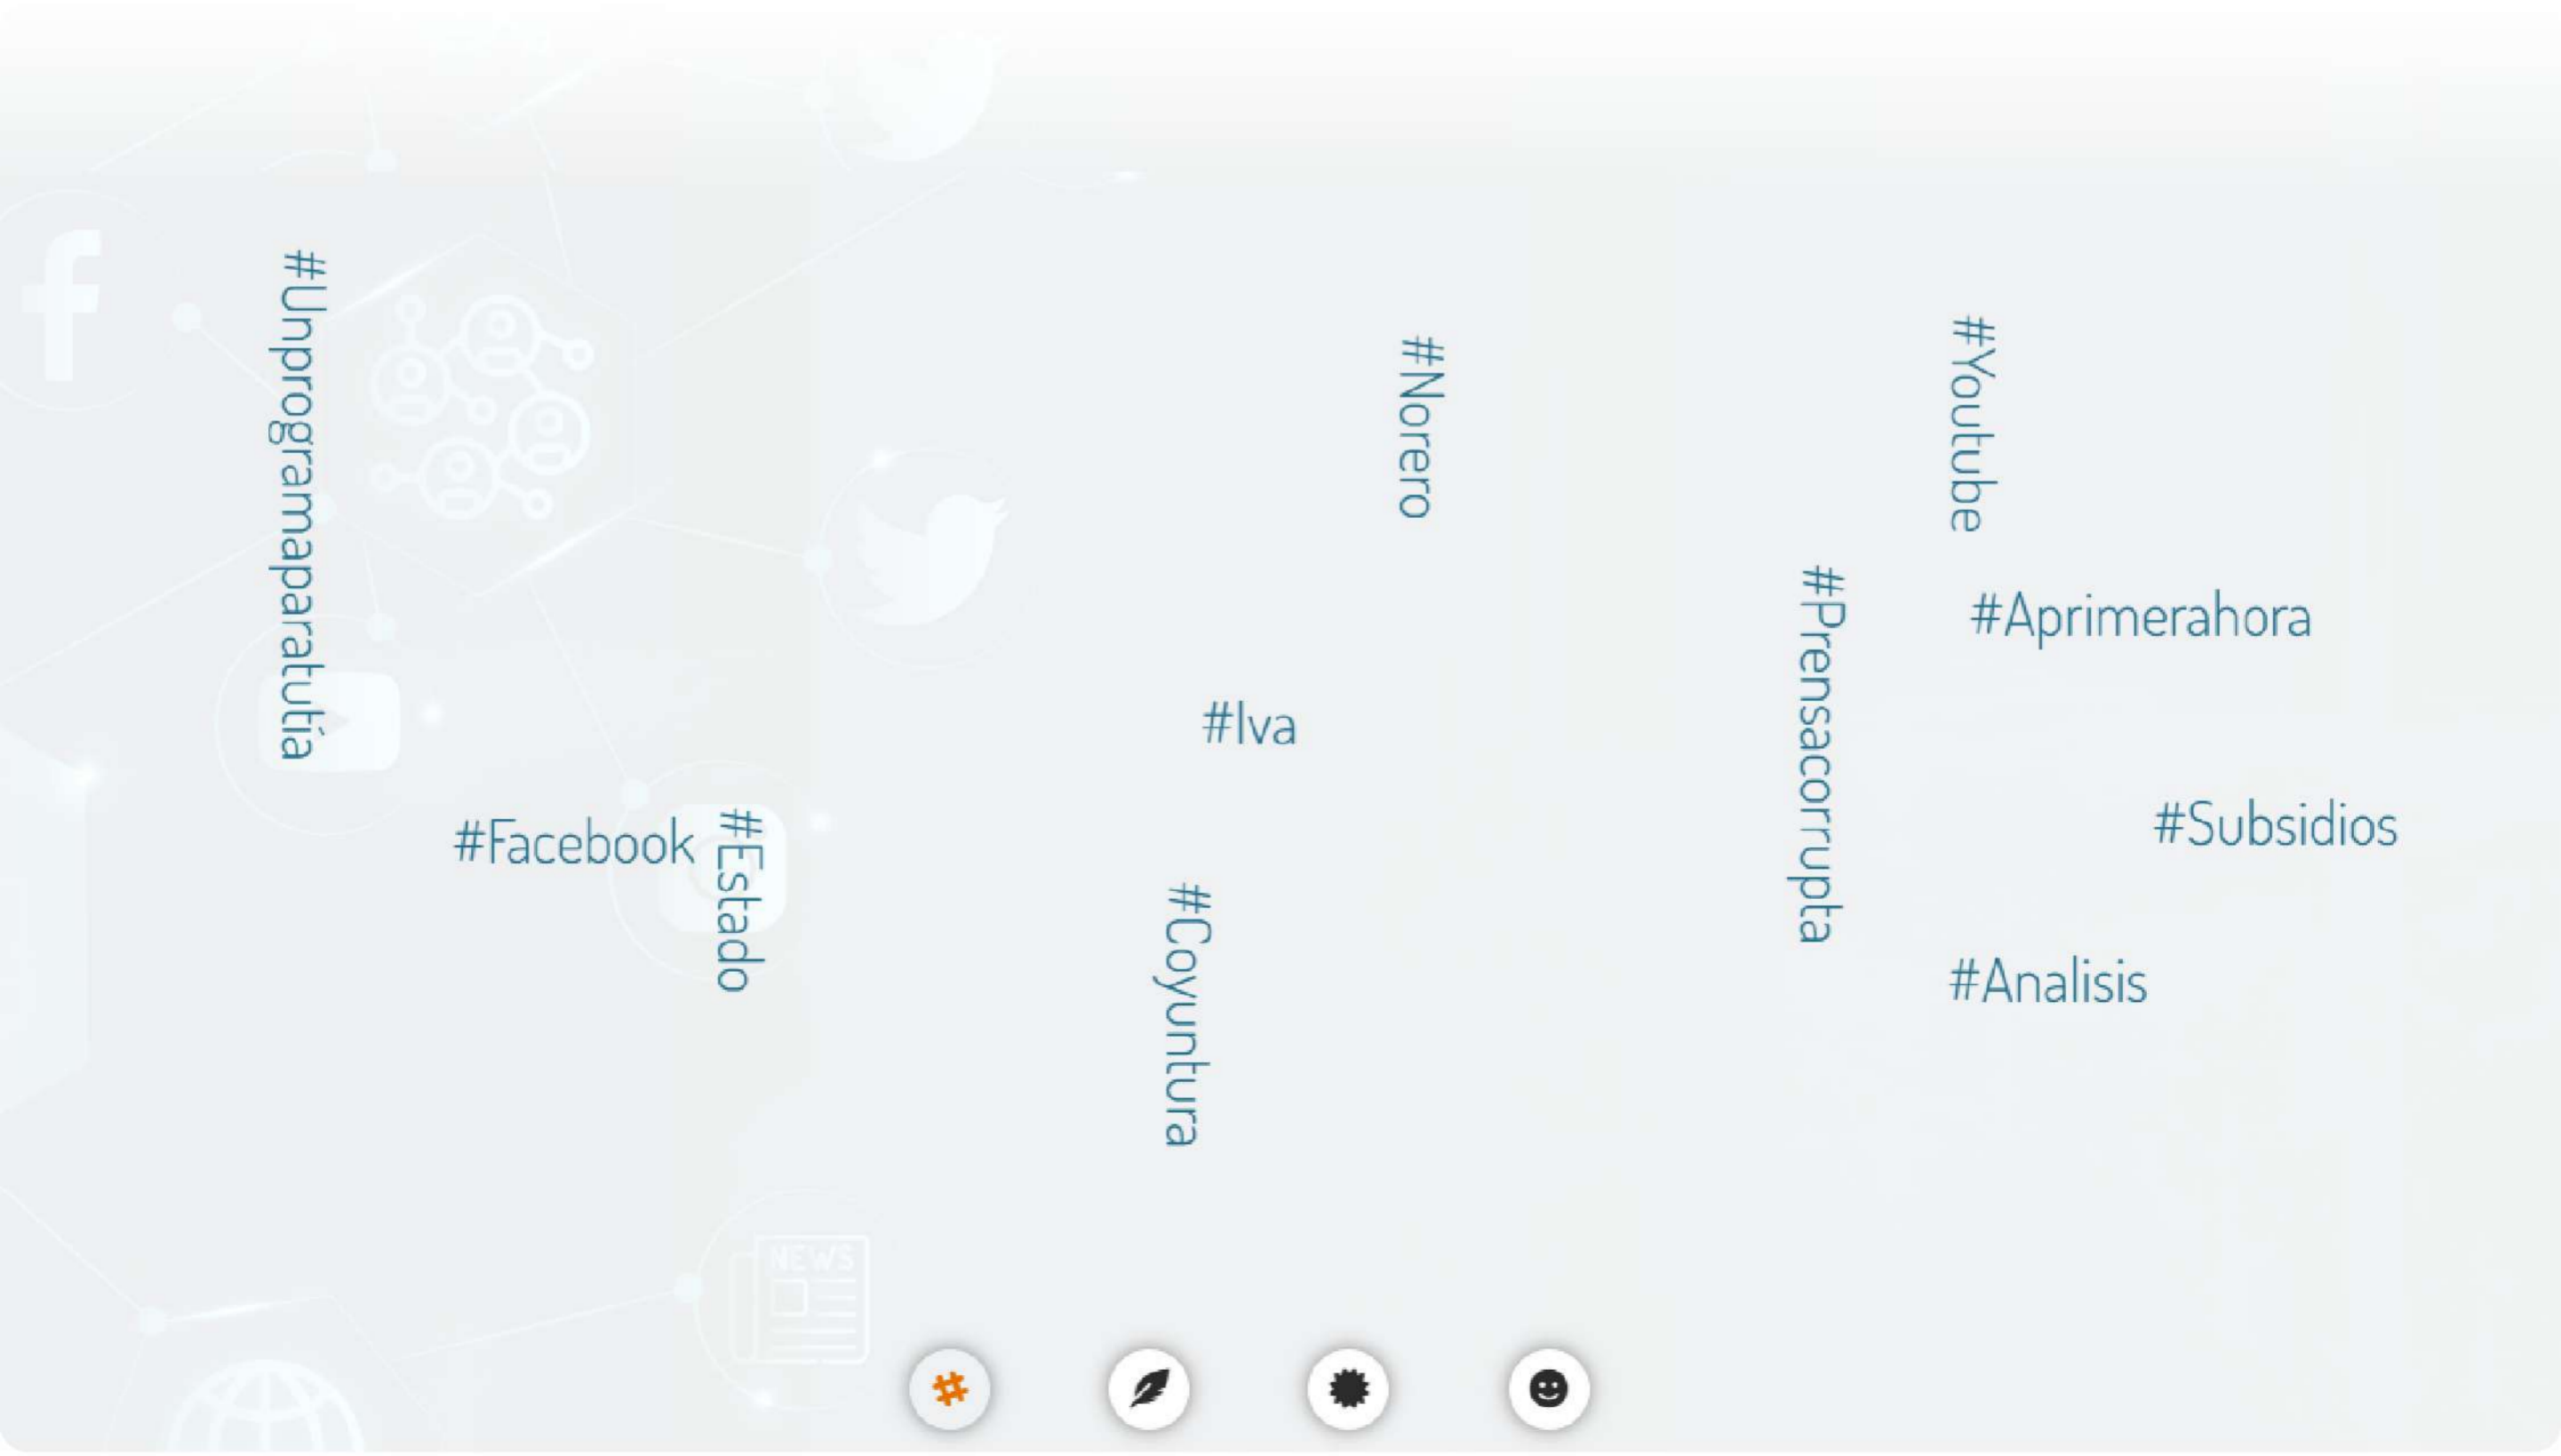 #Unprogramaparatutía
#Norero
#Youtube
#Prensacorrupta
#Aprimerahora
#Iva
#Subsidios
#Facebook
#Estado
#Coyuntura
#Analisis
NEWS